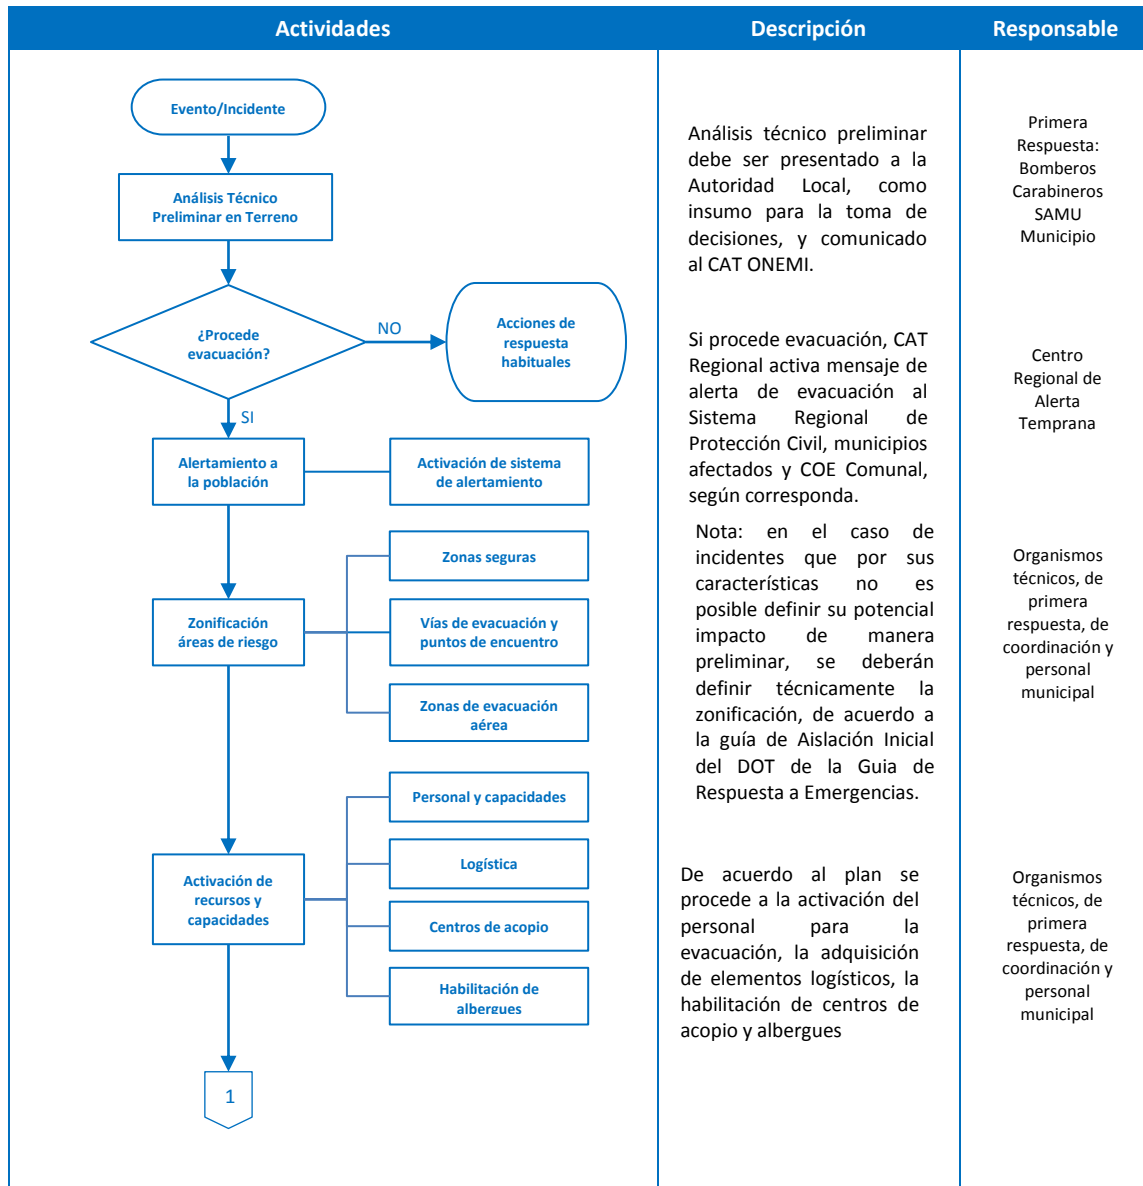 Actividades
Descripción
Responsable
Evento/Incidente
Análisis Técnico
Preliminar en Terreno
¿Procede
evacuación?
NO
Acciones de
respuesta
habituales
SI
Alertamiento a
la población
Activación de sistema
de alertamiento
Zonificación
áreas de riesgo
Zonas seguras
Vías de evacuación y
puntos de encuentro
Zonas de evacuación
aérea
Activación de
recursos y
capacidades
Personal y capacidades
Logística
Centros de acopio
Habilitación de
albergues
1
Análisis técnico preliminar
debe ser presentado a la
Autoridad Local, como
insumo para la toma de
decisiones, y comunicado
al CAT ONEMI.
Si procede evacuación, CAT
Regional activa mensaje de
alerta de evacuación al
Sistema Regional de
Protección Civil, municipios
afectados y COE Comunal,
según corresponda.
Nota: en el caso de
incidentes que por sus
características no es
posible definir su potencial
impacto de manera
preliminar, se deberán
definir técnicamente la
zonificación, de acuerdo a
la guía de Aislación Inicial
del DOT de la Guia de
Respuesta a Emergencias.
De acuerdo al plan se
procede a la activación del
personal para la
evacuación, la adquisición
de elementos logísticos, la
habilitación de centros de
acopio y albergues
Primera
Respuesta:
Bomberos
Carabineros
SAMU
Municipio
Centro
Regional de
Alerta
Temprana
Organismos
técnicos, de
primera
respuesta, de
coordinación y
personal
municipal
Organismos
técnicos, de
primera
respuesta, de
coordinación y
personal
municipal